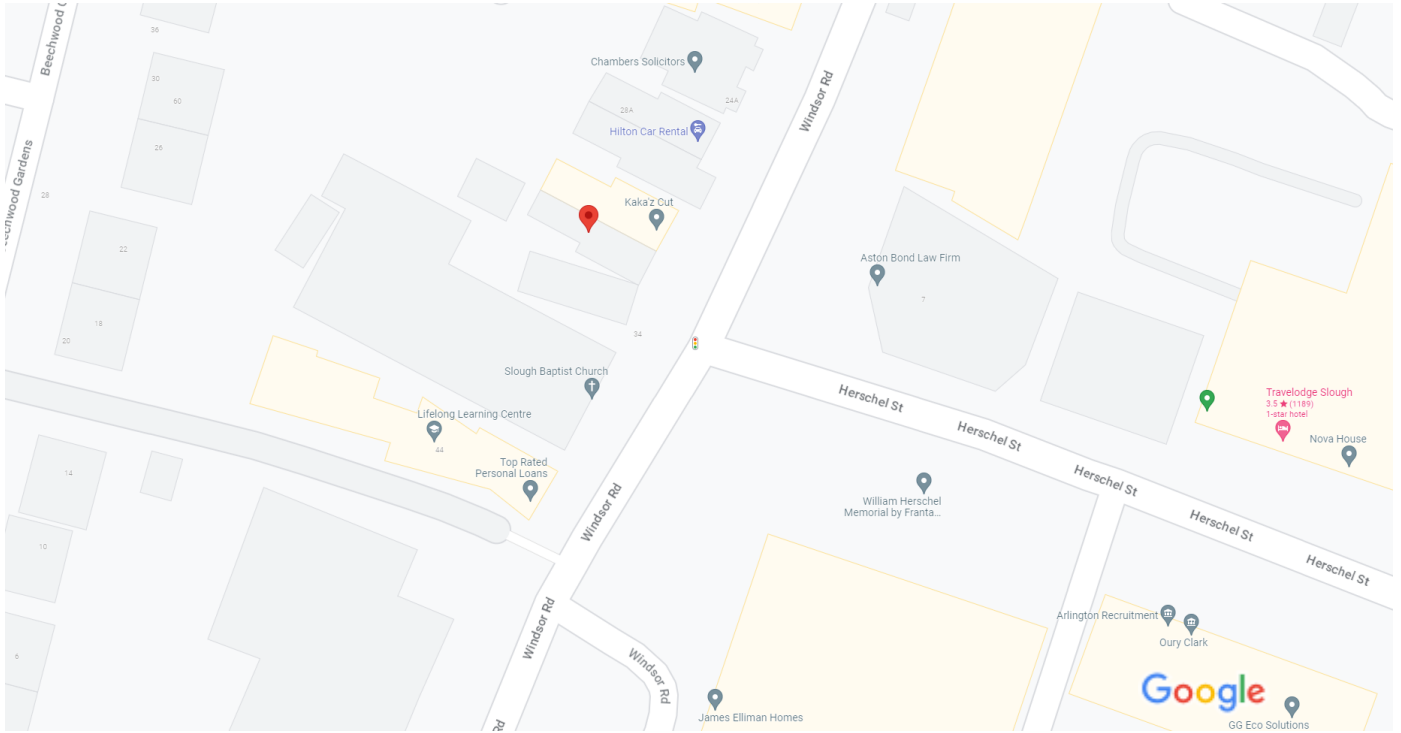 Beechwood G
36
Chambers Solicitors
30
60
24A
28A
Windsor Rd
Hilton Car Rental
26
eechwood Gardens
28
Kaka'z Cut
22
Aston Bond Law Firm
7
18
20
34
Slough Baptist Church
Herschel St
Travelodge Slough
3.5 ★ (1189)
1-star hotel
Lifelong Learning Centre
44
Herschel St
Nova House
Top Rated
Personal Loans
14
Herschel St
William Herschel
Memorial by Franta...
Windsor Rd
Herschel St
10
Herschel St
Arlington Recruitment
Oury Clark
Windsor Rd
6
Windsor Rd
Google
James Elliman Homes
GG Eco Solutions
Rd